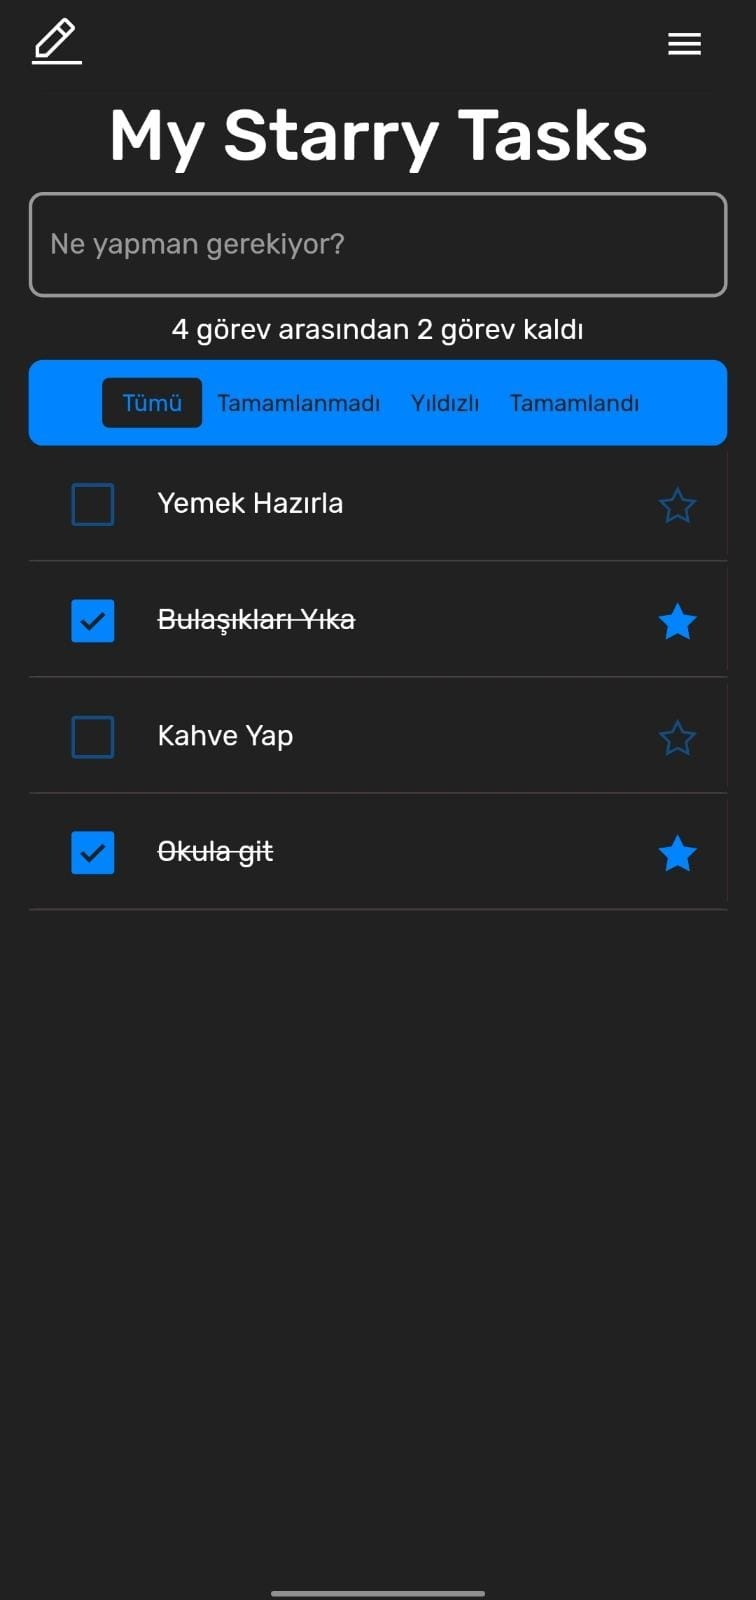 My Starry Tasks
Ne yapman gerekiyor?
4 görev arasından 2 görev kaldı
Tümü Tamamlanmadı Yıldızlı Tamamlandı
Yemek Hazırla
Bulaşıkları Yıka
Kahve Yap
Okula git